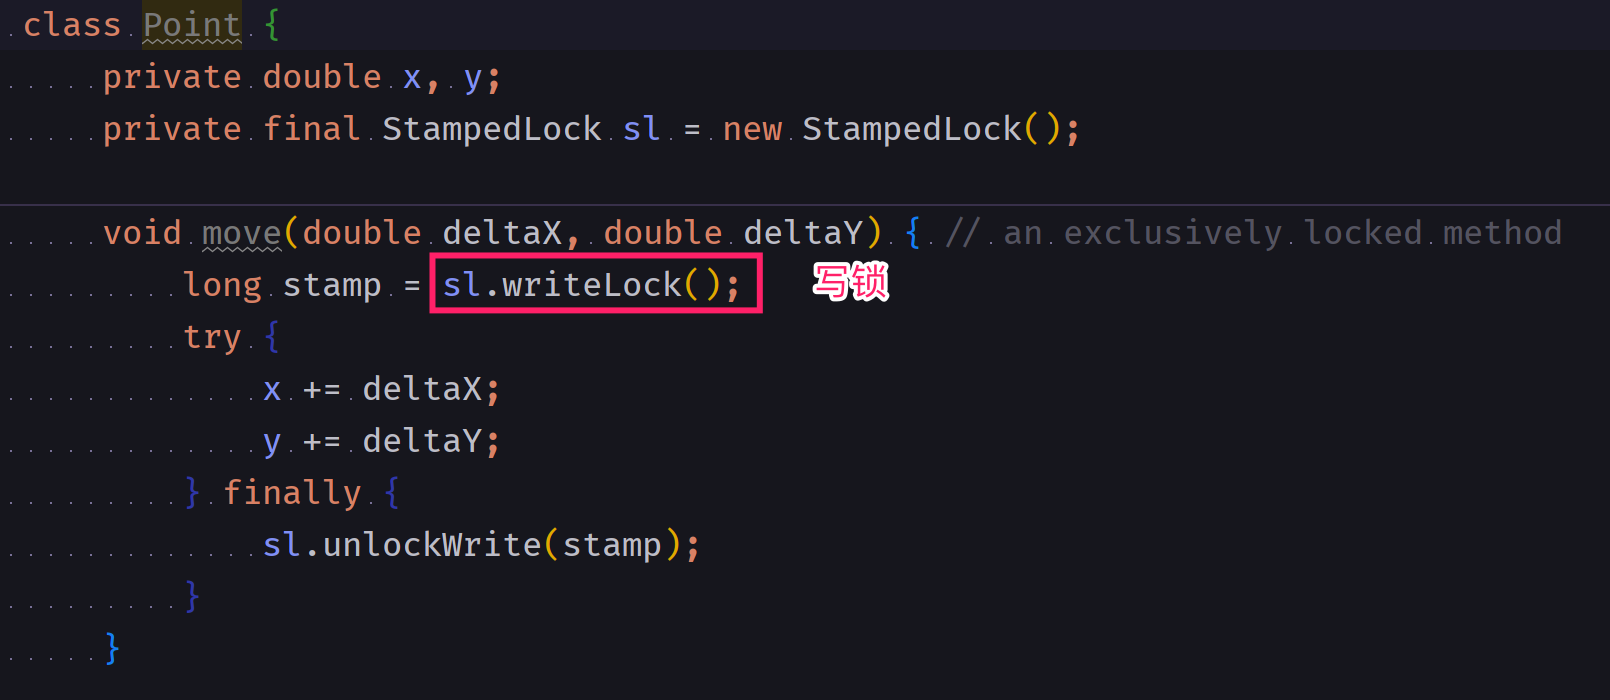 class Point {
    private double x, y;
    private final StampedLock sl = new StampedLock();
    void move(double deltaX, double deltaY) { // an exclusively locked method
        long stamp = sl.writeLock(); 写锁
        try {
            x += deltaX;
            y += deltaY;
        } finally {
            sl.unlockWrite(stamp);
        }
    }